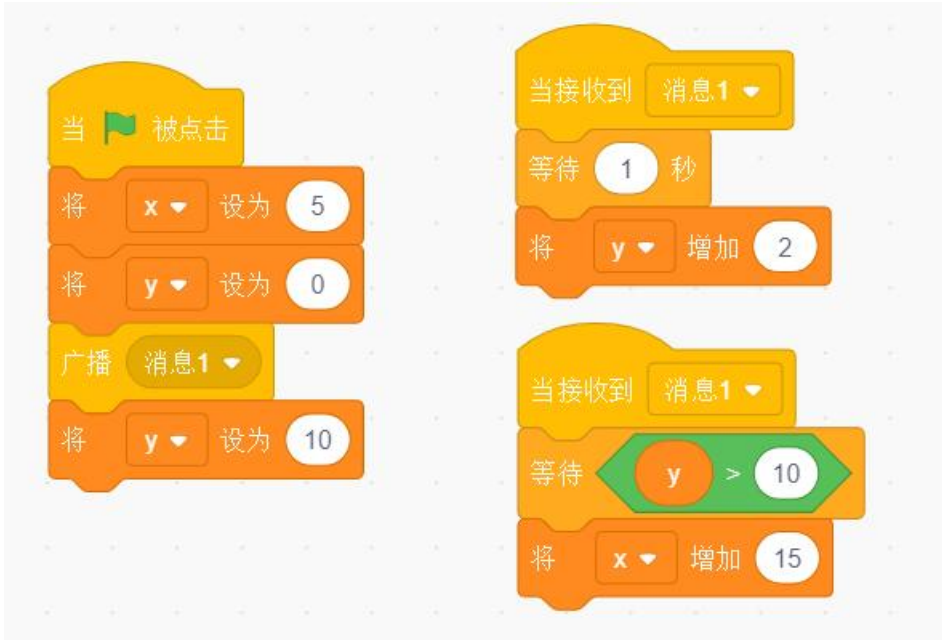 当 被点击
将 x 设为 5
将 y 设为 0
广播 消息1
将 y 设为 10
当接收到 消息1
等待 1 秒
将 y 增加 2
当接收到 消息1
等待 y > 10
将 x 增加 15